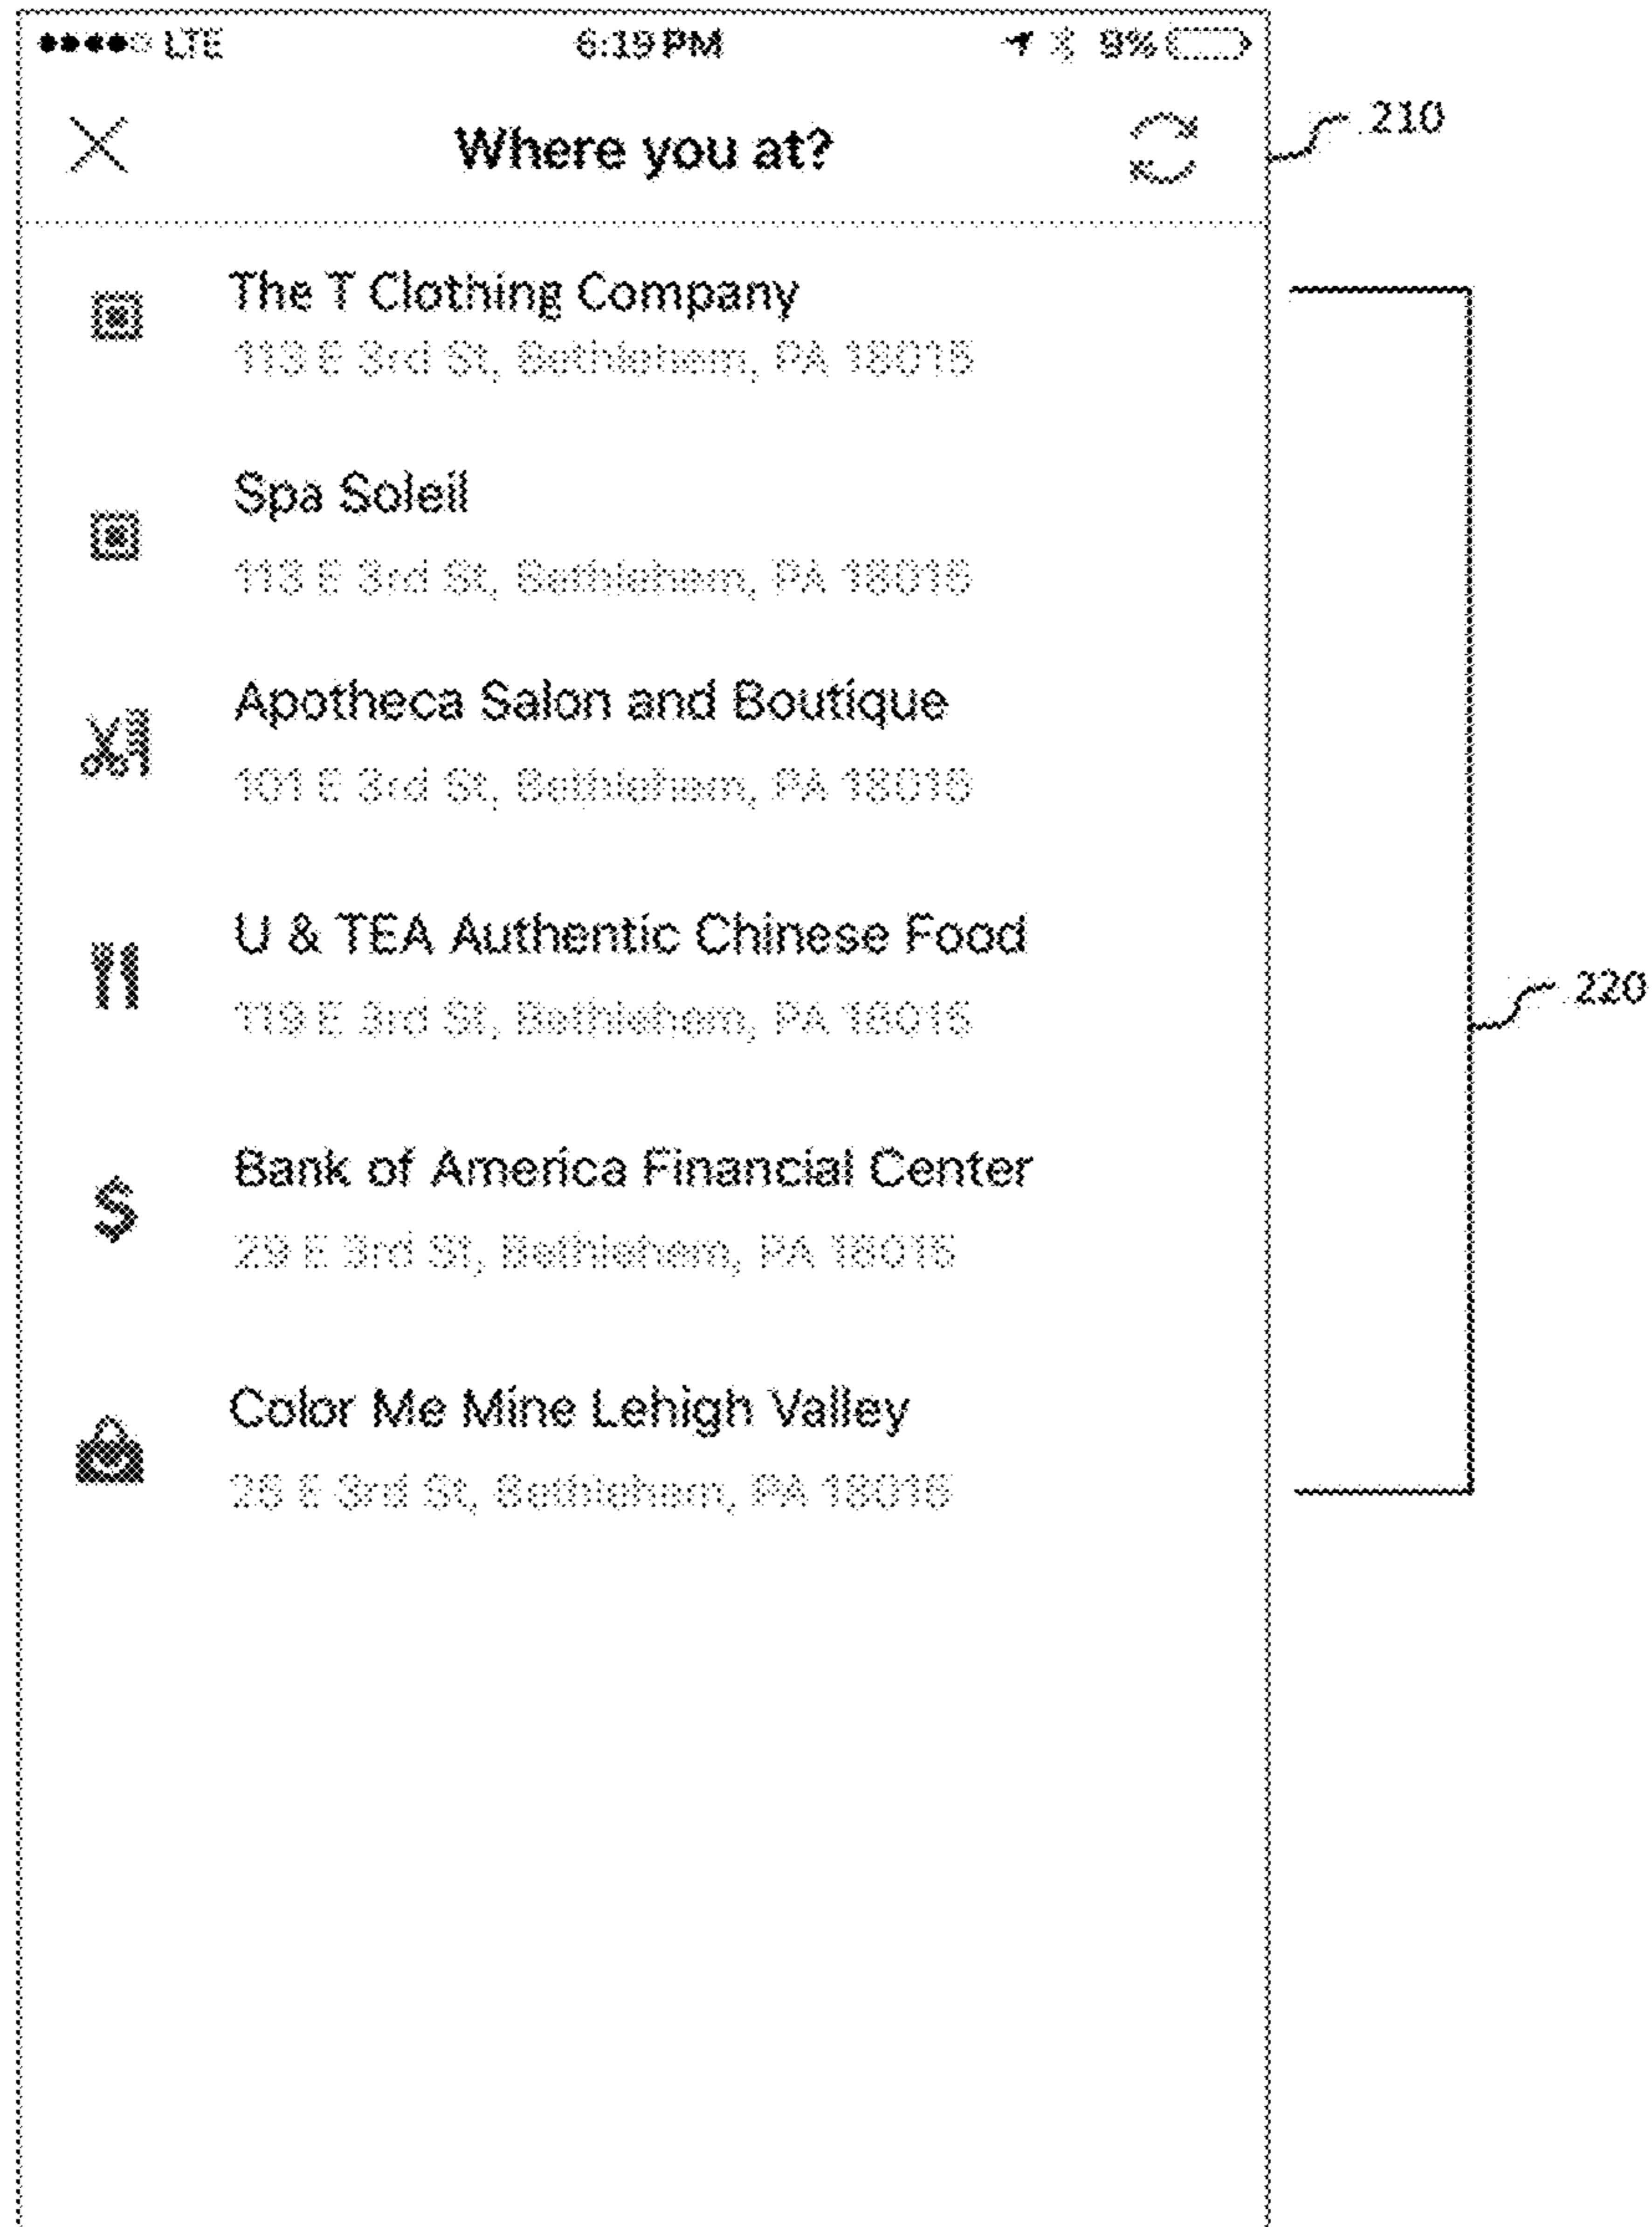 LTE 6:19 PM 9%
Where you at?
210
The T Clothing Company
113 E 3rd St, Bethlehem, PA 18015
Spa Soleil
113 E 3rd St, Bethlehem, PA 18015
Apotheca Salon and Boutique
101 E 3rd St, Bethlehem, PA 18015
U & TEA Authentic Chinese Food
119 E 3rd St, Bethlehem, PA 18015
220
Bank of America Financial Center
$
29 E 3rd St, Bethlehem, PA 18015
Color Me Mine Lehigh Valley
E 3rd St, Bethlehem, PA 18015